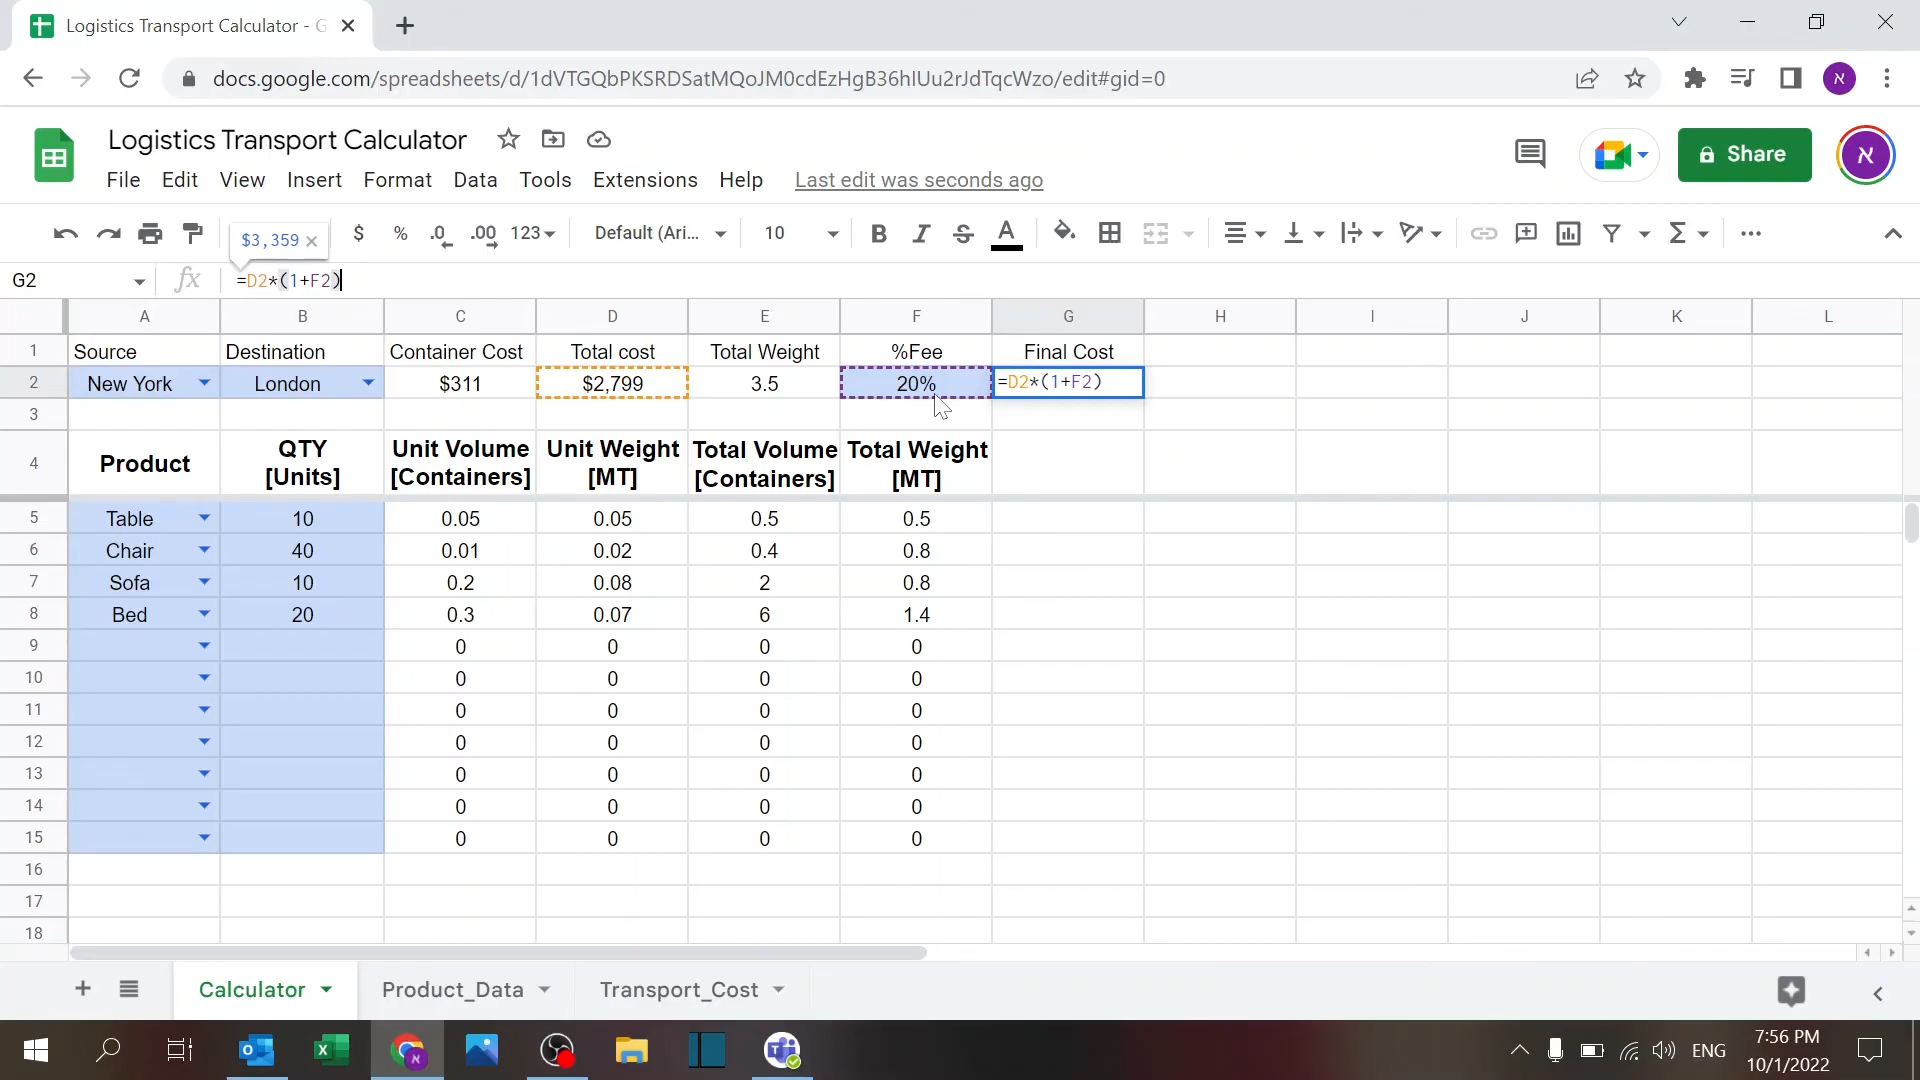 Logistics Transport Calculator - G
docs.google.com/spreadsheets/d/1dVTGQbPKSRDSatMQoJM0cdEzHgB36hIUu2rJdTqcWzo/edit#gid=0
א
Logistics Transport Calculator
Share
א
File Edit View Insert Format Data Tools Extensions Help Last edit was seconds ago
$3,359 $ % .0 .00 123 Default (Ari... 10 B I S A
G2 fx =D2*(1+F2)
A B C D E F G H I J K L
1 Source Destination Container Cost Total cost Total Weight %Fee Final Cost
2 New York London $311 $2,799 3.5 20% =D2*(1+F2)
3
4 Product QTY [Units] Unit Volume [Containers] Unit Weight [MT] Total Volume [Containers] Total Weight [MT]
5 Table 10 0.05 0.05 0.5 0.5
6 Chair 40 0.01 0.02 0.4 0.8
7 Sofa 10 0.2 0.08 2 0.8
8 Bed 20 0.3 0.07 6 1.4
9 0 0 0 0
10 0 0 0 0
11 0 0 0 0
12 0 0 0 0
13 0 0 0 0
14 0 0 0 0
15 0 0 0 0
16
17
18
Calculator Product_Data Transport_Cost
ENG 7:56 PM
10/1/2022